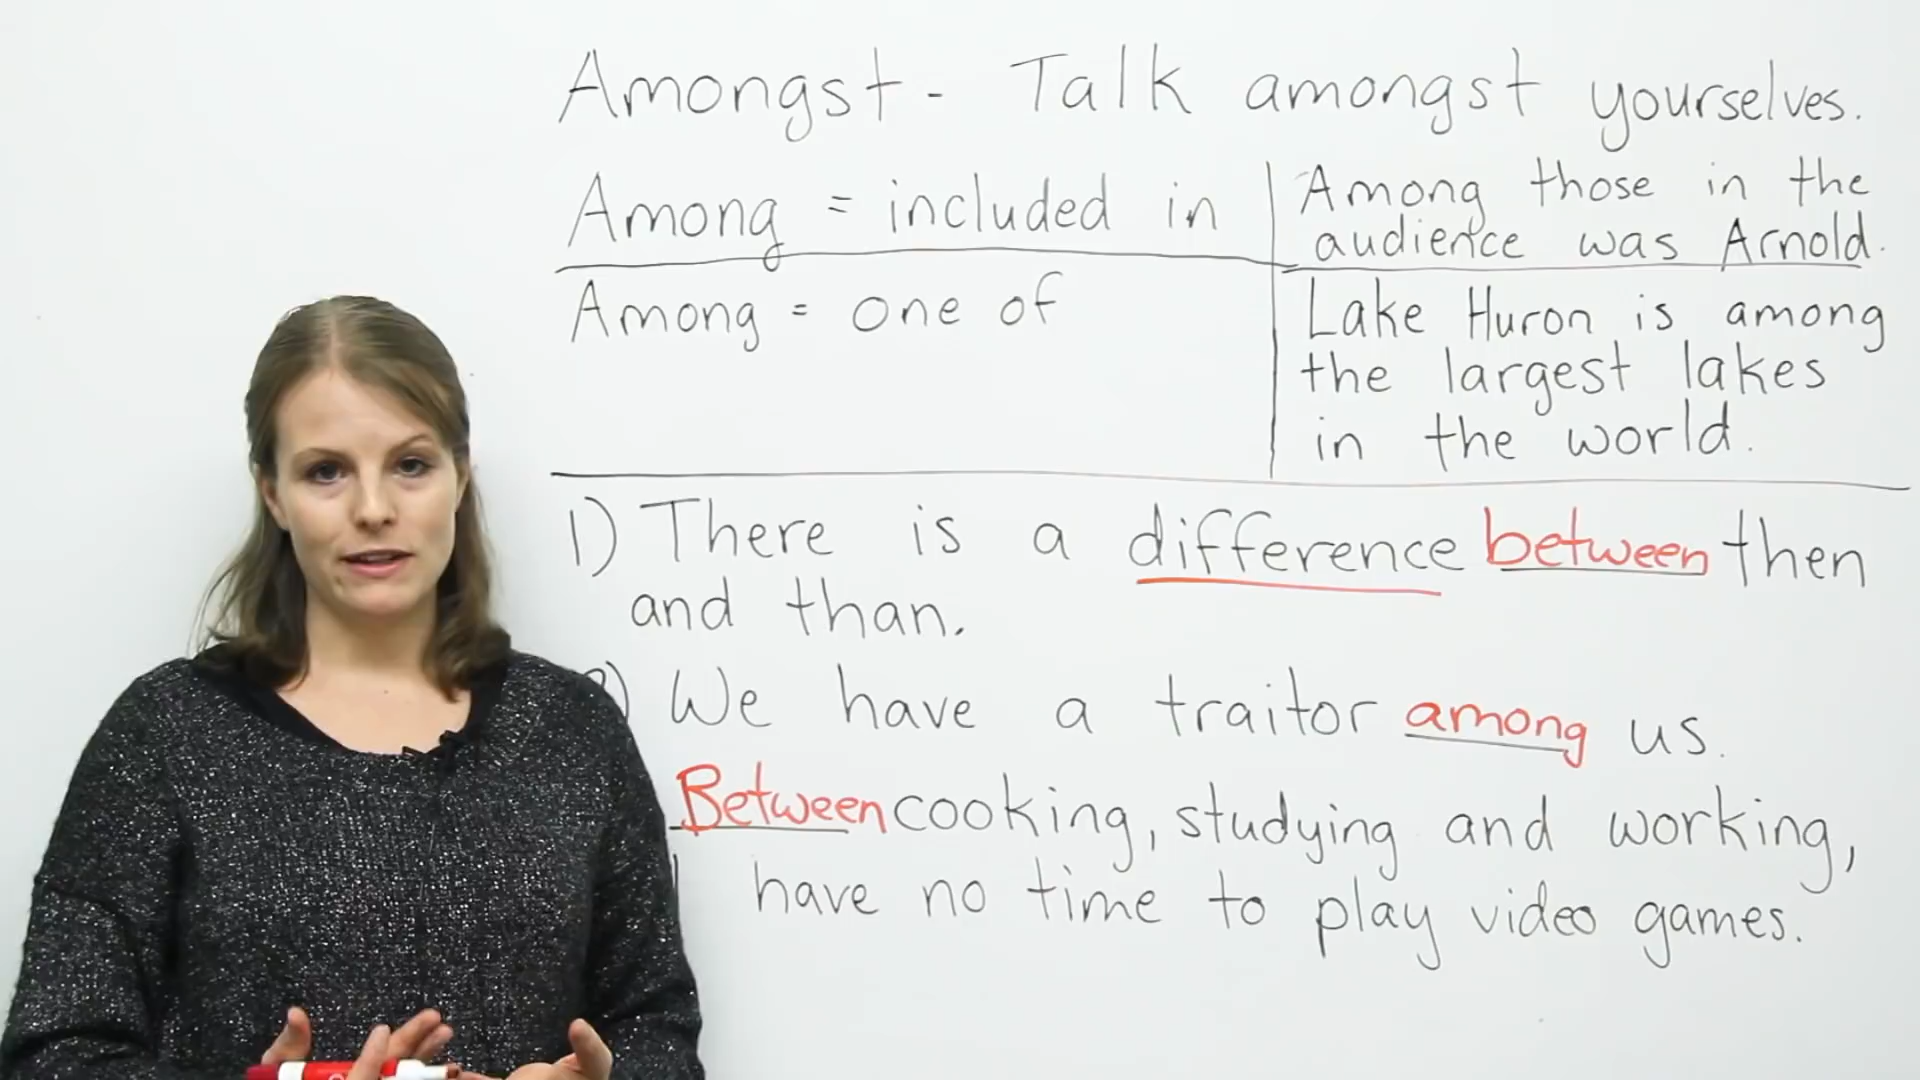 Amongst - Talk amongst yourselves.
Among = included in
Among those in the
audience was Arnold.
Among = one of
Lake Huron is among
the largest lakes
in the world.
1) There is a difference between then
and than.
We have a traitor among us.
Between cooking, studying and working,
have no time to play video games.